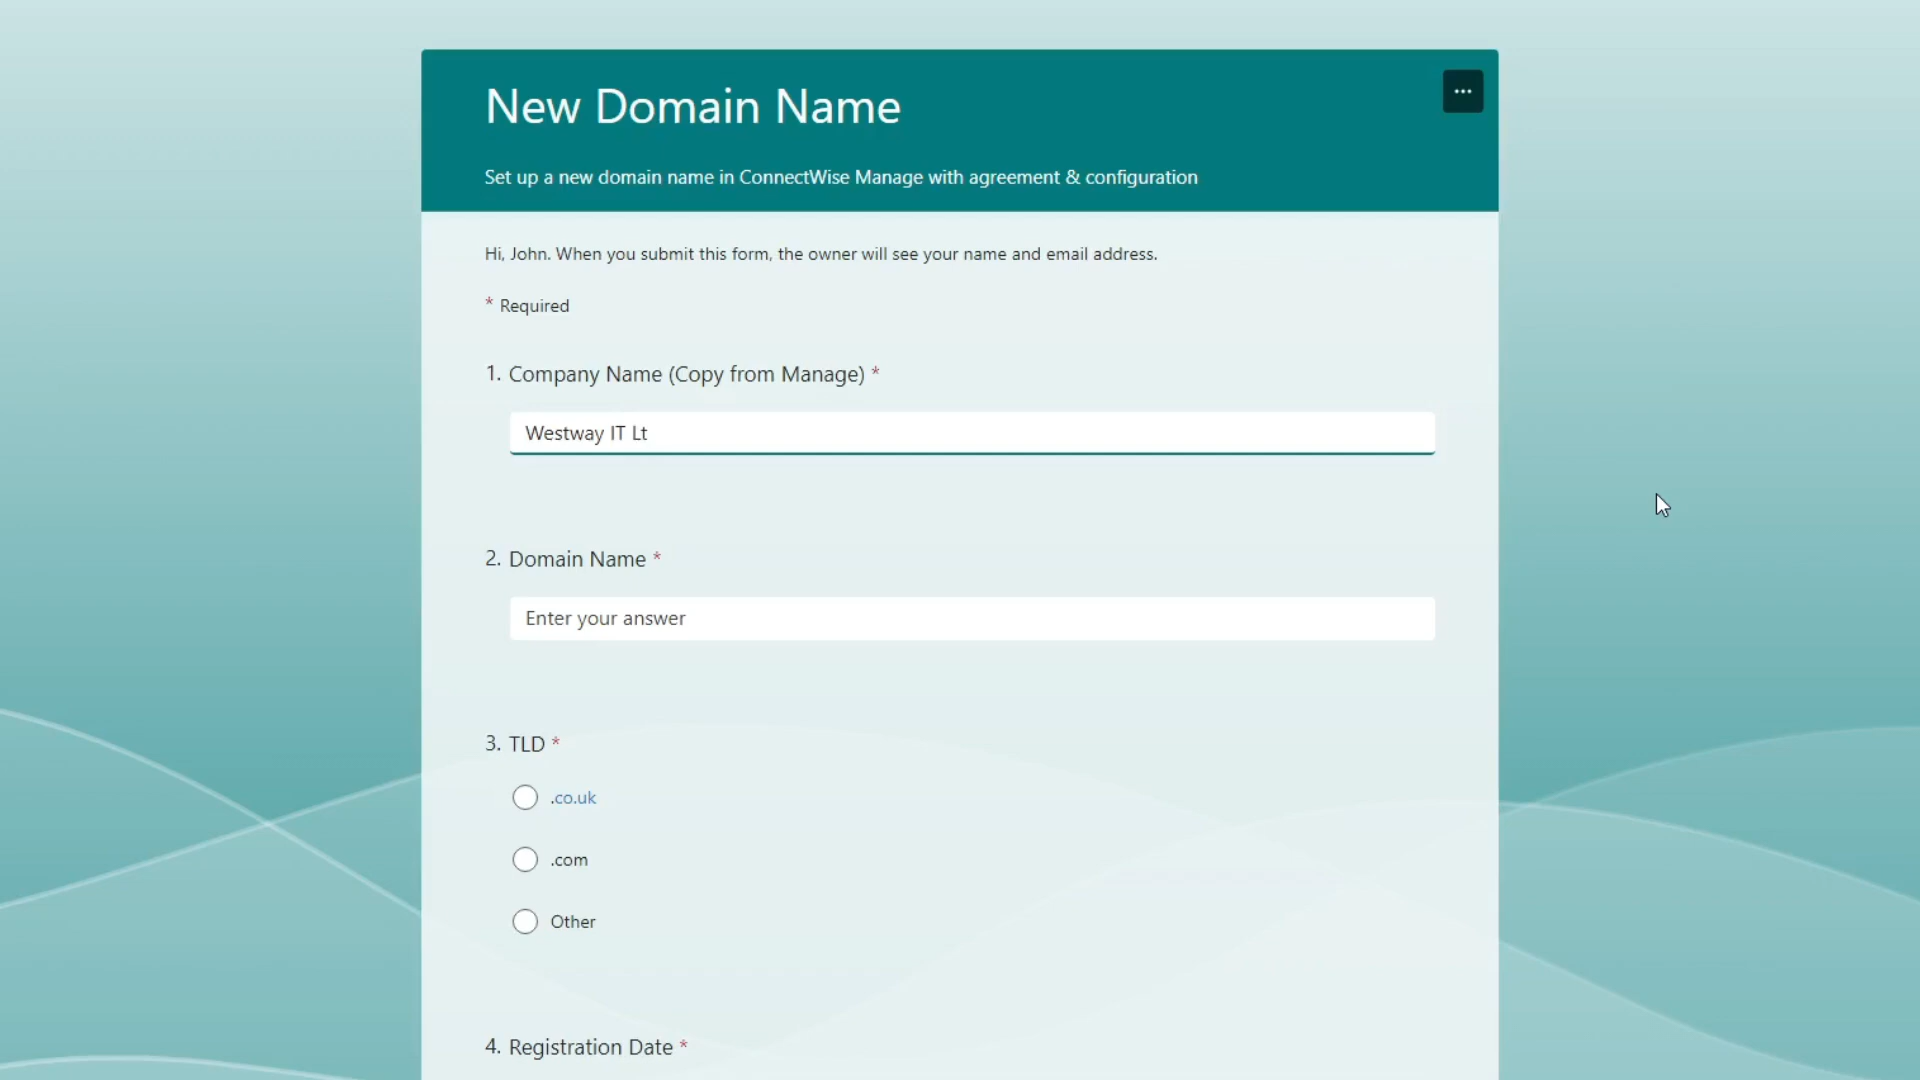 New Domain Name
...
Set up a new domain name in ConnectWise Manage with agreement & configuration
Hi, John. When you submit this form, the owner will see your name and email address.
* Required
1. Company Name (Copy from Manage) *
Westway IT Lt
2. Domain Name *
Enter your answer
3. TLD *
.co.uk
.com
Other
4. Registration Date *